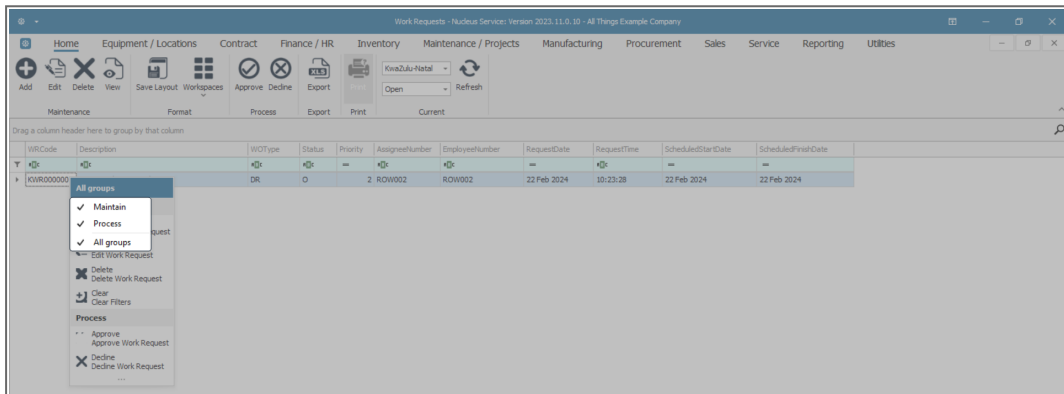 Work Requests - Nucleus Service: Version 2023.11.0.10 - All Things Example Company
Home Equipment / Locations Contract Finance / HR Inventory Maintenance / Projects Manufacturing Procurement Sales Service Reporting Utilities
Add Edit Delete View Save Layout Workspaces Approve Decline XLS Export Print KwaZulu-Natal Open Refresh
Maintenance Format Process Export Print Current
Drag a column header here to group by that column
WRCode Description WOType Status Priority AssigneeNumber EmployeeNumber RequestDate RequestTime ScheduledStartDate ScheduledFinishDate
KWR000000 DR O 2 ROW002 ROW002 22 Feb 2024 10:23:28 22 Feb 2024 22 Feb 2024
All groups
Maintain
Process
quest
All groups
Edit Work Request
Delete
Delete Work Request
Clear
Clear Filters
Process
Approve
Approve Work Request
Decline
Decline Work Request
...